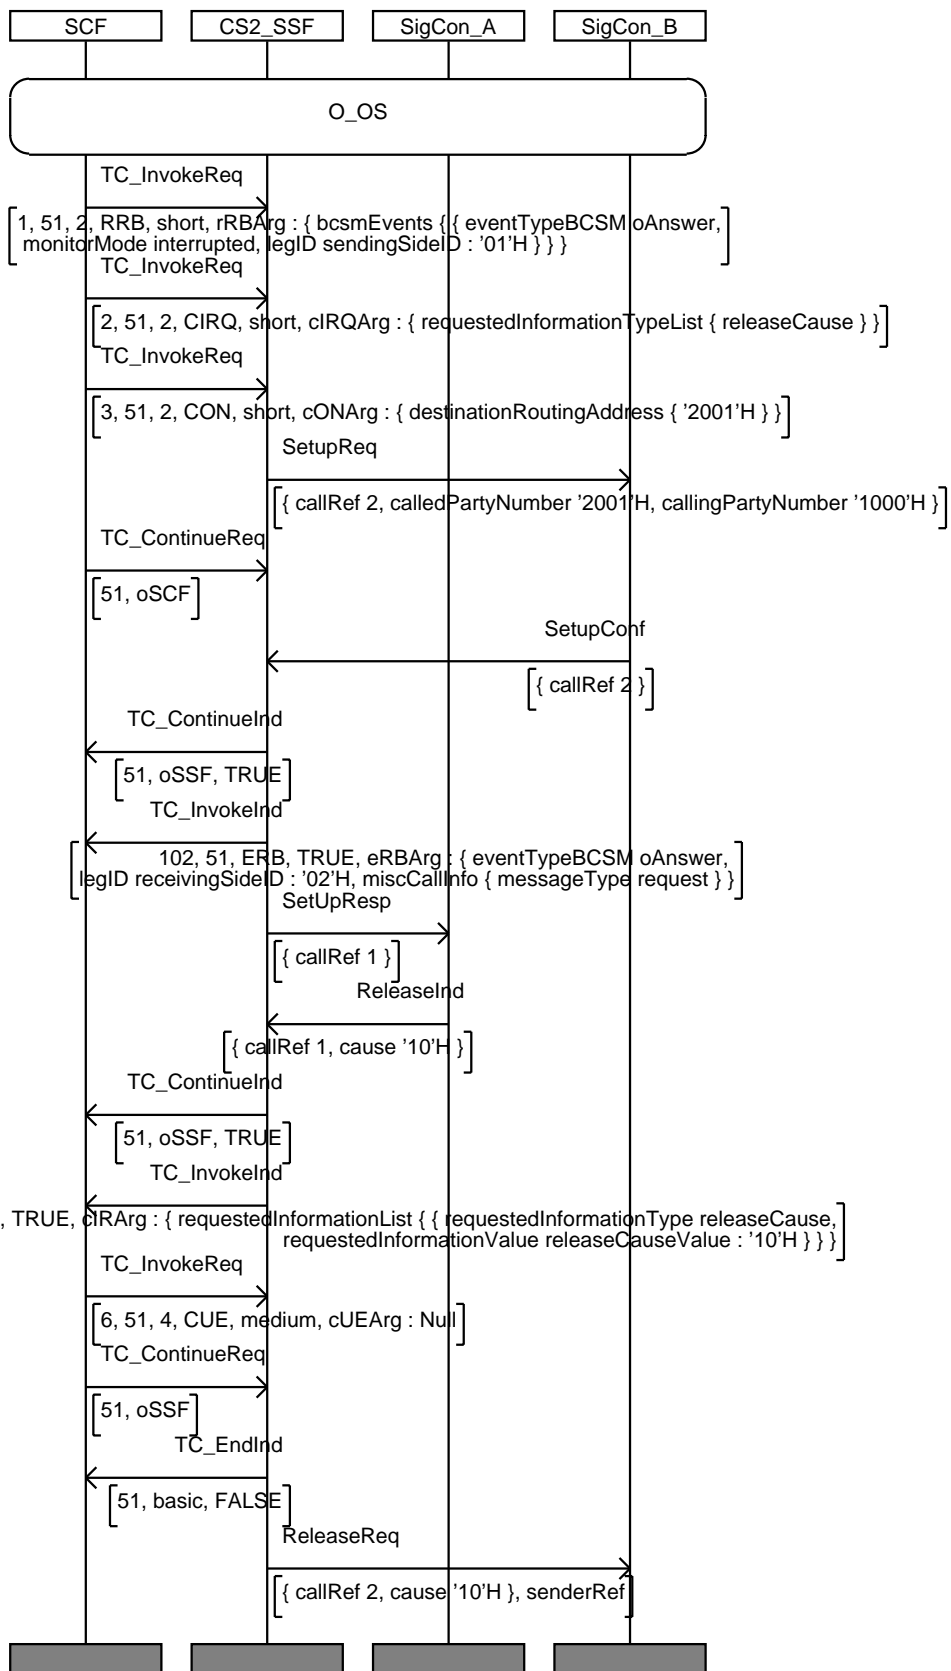 SCF CS2_SSF SigCon_A SigCon_B
O_OS
TC_InvokeReq
1, 51, 2, RRB, short, rRBArg : { bcsmEvents { { eventTypeBCSM oAnswer,
monitorMode interrupted, legID sendingSideID : '01'H } } }
TC_InvokeReq
2, 51, 2, CIRQ, short, cIRQArg : { requestedInformationTypeList { releaseCause } }
TC_InvokeReq
3, 51, 2, CON, short, cONArg : { destinationRoutingAddress { '2001'H } }
SetupReq
{ callRef 2, calledPartyNumber '2001'H, callingPartyNumber '1000'H }
TC_ContinueReq
51, oSCF
SetupConf
{ callRef 2 }
TC_ContinueInd
51, oSSF, TRUE
TC_InvokeInd
102, 51, ERB, TRUE, eRBArg : { eventTypeBCSM oAnswer,
legID receivingSideID : '02'H, miscCallInfo { messageType request } }
SetUpResp
{ callRef 1 }
ReleaseInd
{ callRef 1, cause '10'H }
TC_ContinueInd
51, oSSF, TRUE
TC_InvokeInd
, TRUE, cIRArg : { requestedInformationList { { requestedInformationType releaseCause,
requestedInformationValue releaseCauseValue : '10'H } } }
TC_InvokeReq
6, 51, 4, CUE, medium, cUEArg : Null
TC_ContinueReq
51, oSSF
TC_EndInd
51, basic, FALSE
ReleaseReq
{ callRef 2, cause '10'H }, senderRef